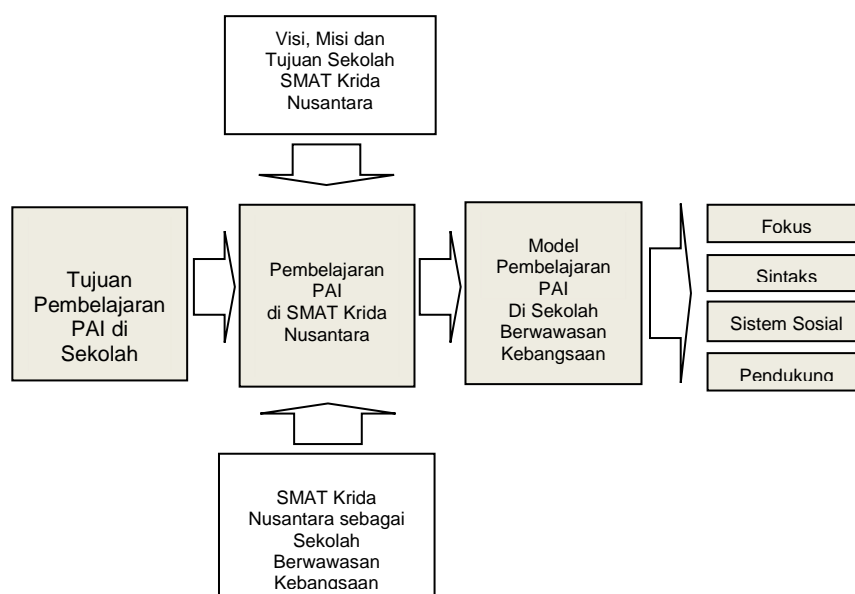 Visi, Misi dan
Tujuan Sekolah
SMAT Krida
Nusantara
Tujuan
Pembelajaran
PAI di
Sekolah
Pembelajaran
PAI
di SMAT Krida
Nusantara
Model
Pembelajaran
PAI
Di Sekolah
Berwawasan
Kebangsaan
Fokus
Sintaks
Sistem Sosial
Pendukung
SMAT Krida
Nusantara sebagai
Sekolah
Berwawasan
Kebangsaan